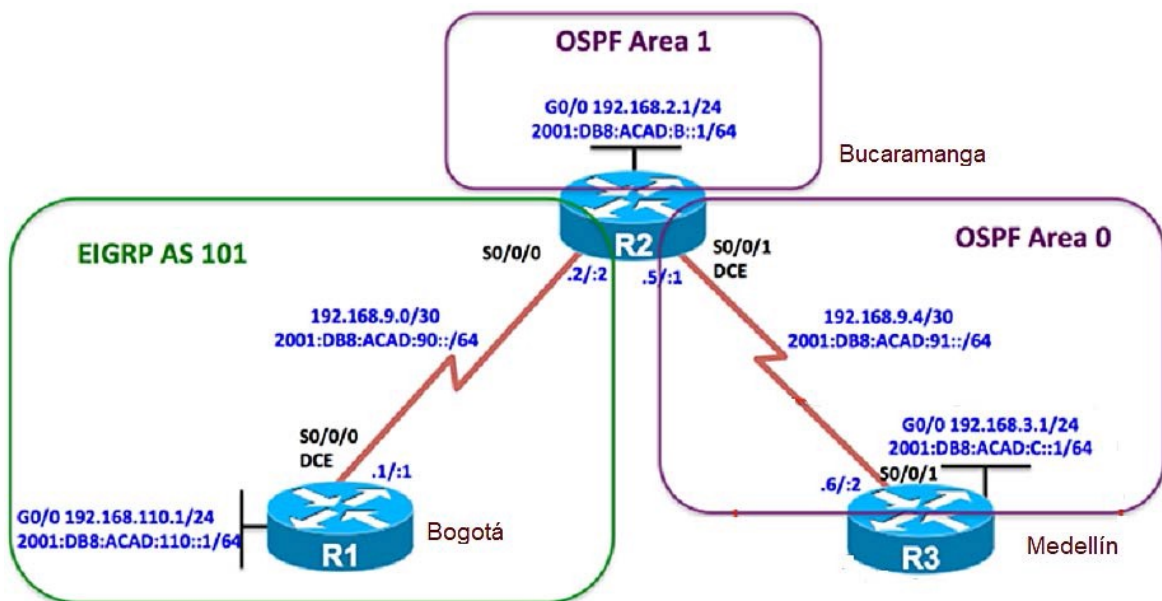 OSPF Area 1
G0/0 192.168.2.1/24
2001:DB8:ACAD:B::1/64
Bucaramanga
EIGRP AS 101
S0/0/0
R2
.2/:2
.5/:1
S0/0/1
DCE
OSPF Area 0
192.168.9.0/30
2001:DB8:ACAD:90::/64
192.168.9.4/30
2001:DB8:ACAD:91::/64
S0/0/0
DCE
.1/:1
G0/0 192.168.3.1/24
2001:DB8:ACAD:C::1/64
.6/:2
S0/0/1
G0/0 192.168.110.1/24
2001:DB8:ACAD:110::1/64
R1
Bogotá
R3
Medellín